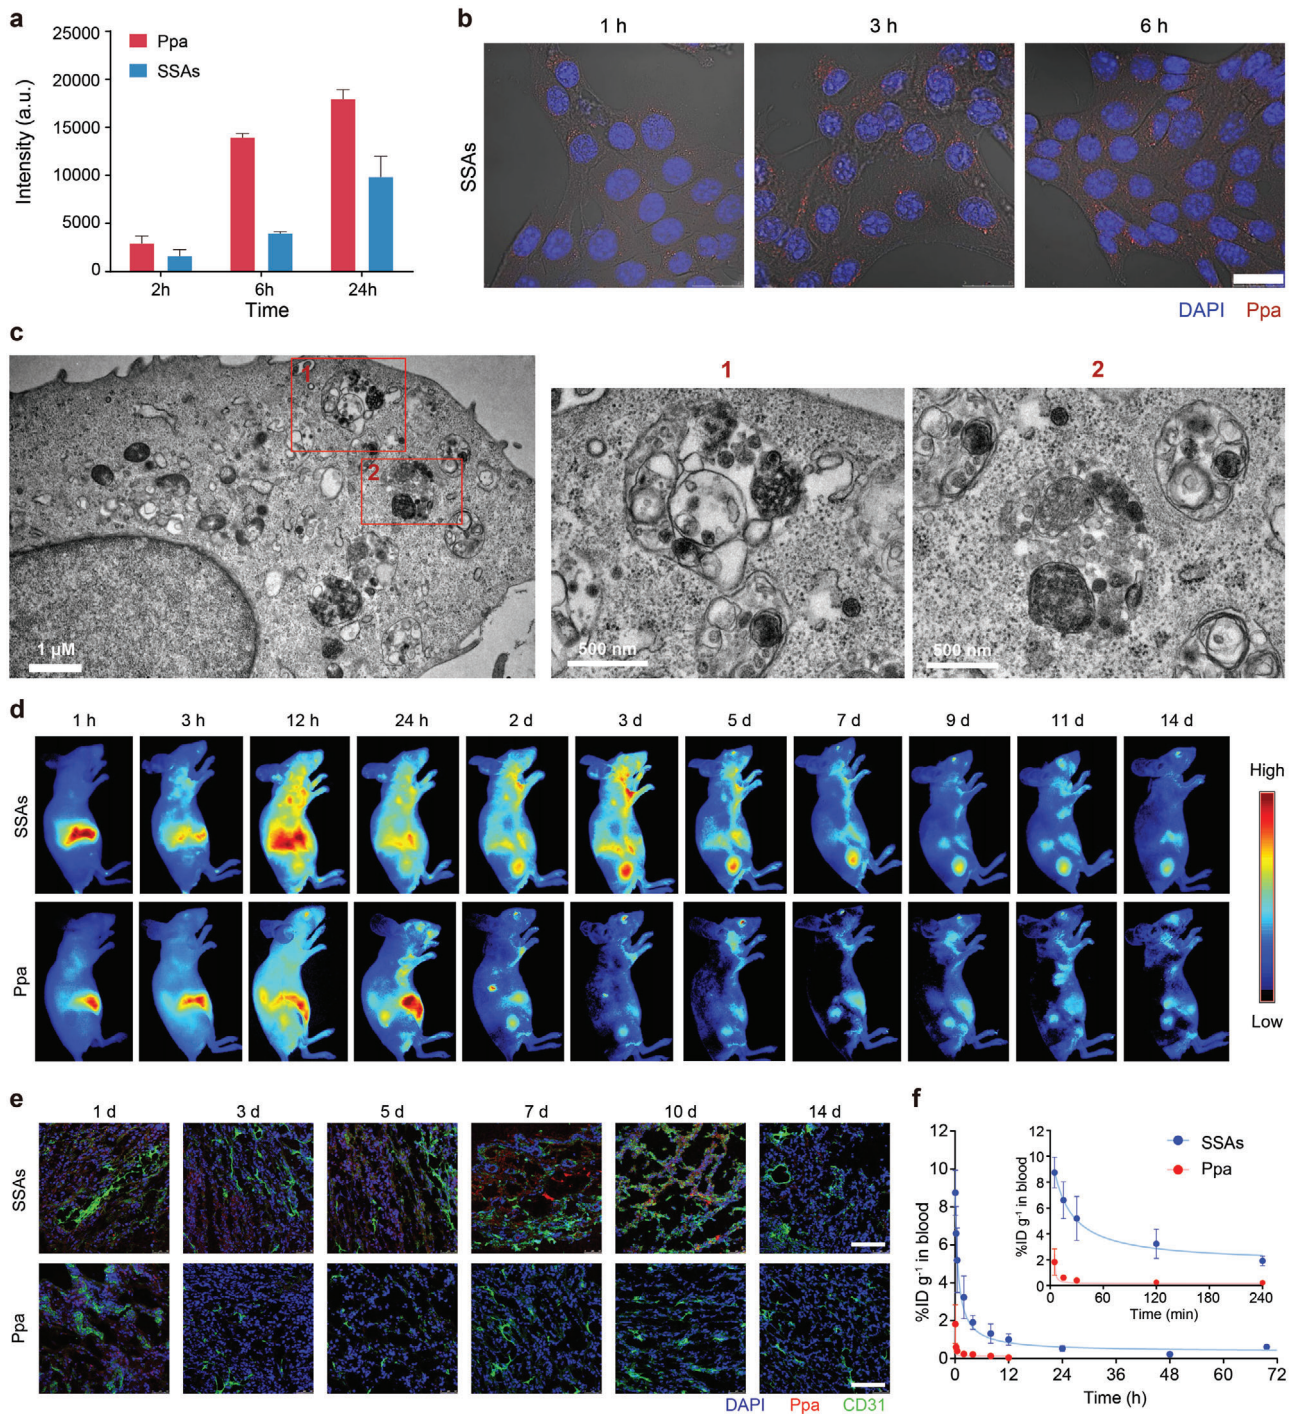 a
25000
20000
15000
10000
5000
0
Intensity (a.u.)
Ppa
SSAs
2h
6h
24h
Time
b
1 h
3 h
6 h
SSAs
DAPI
Ppa
c
1
2
1 µM
1
500 nm
2
500 nm
d
1 h
3 h
12 h
24 h
2 d
3 d
5 d
7 d
9 d
11 d
14 d
SSAs
Ppa
High
Low
e
1 d
3 d
5 d
7 d
10 d
14 d
SSAs
Ppa
DAPI
Ppa
CD31
f
12
10
8
6
4
2
0
%ID g⁻¹ in blood
0
12
24
36
48
60
72
Time (h)
12
10
8
6
4
2
0
%ID g⁻¹ in blood
0
60
120
180
240
Time (min)
SSAs
Ppa